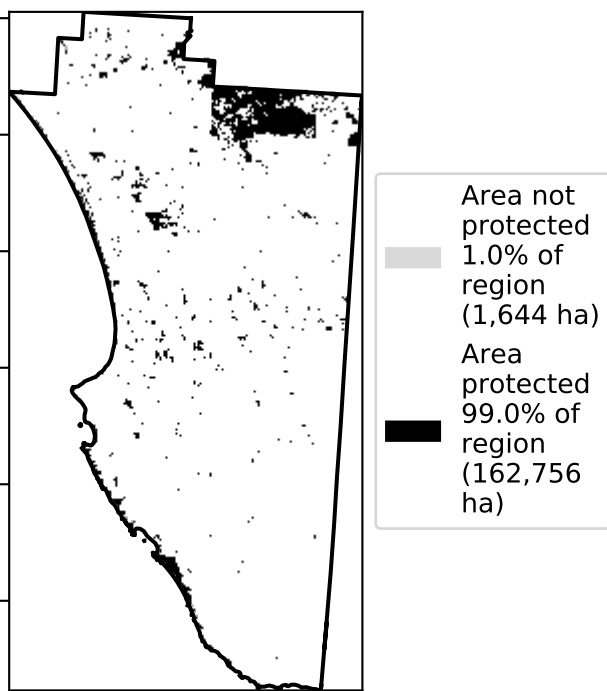 Area not
protected
1.0% of
region
(1,644 ha)
Area
protected
99.0% of
region
(162,756
ha)